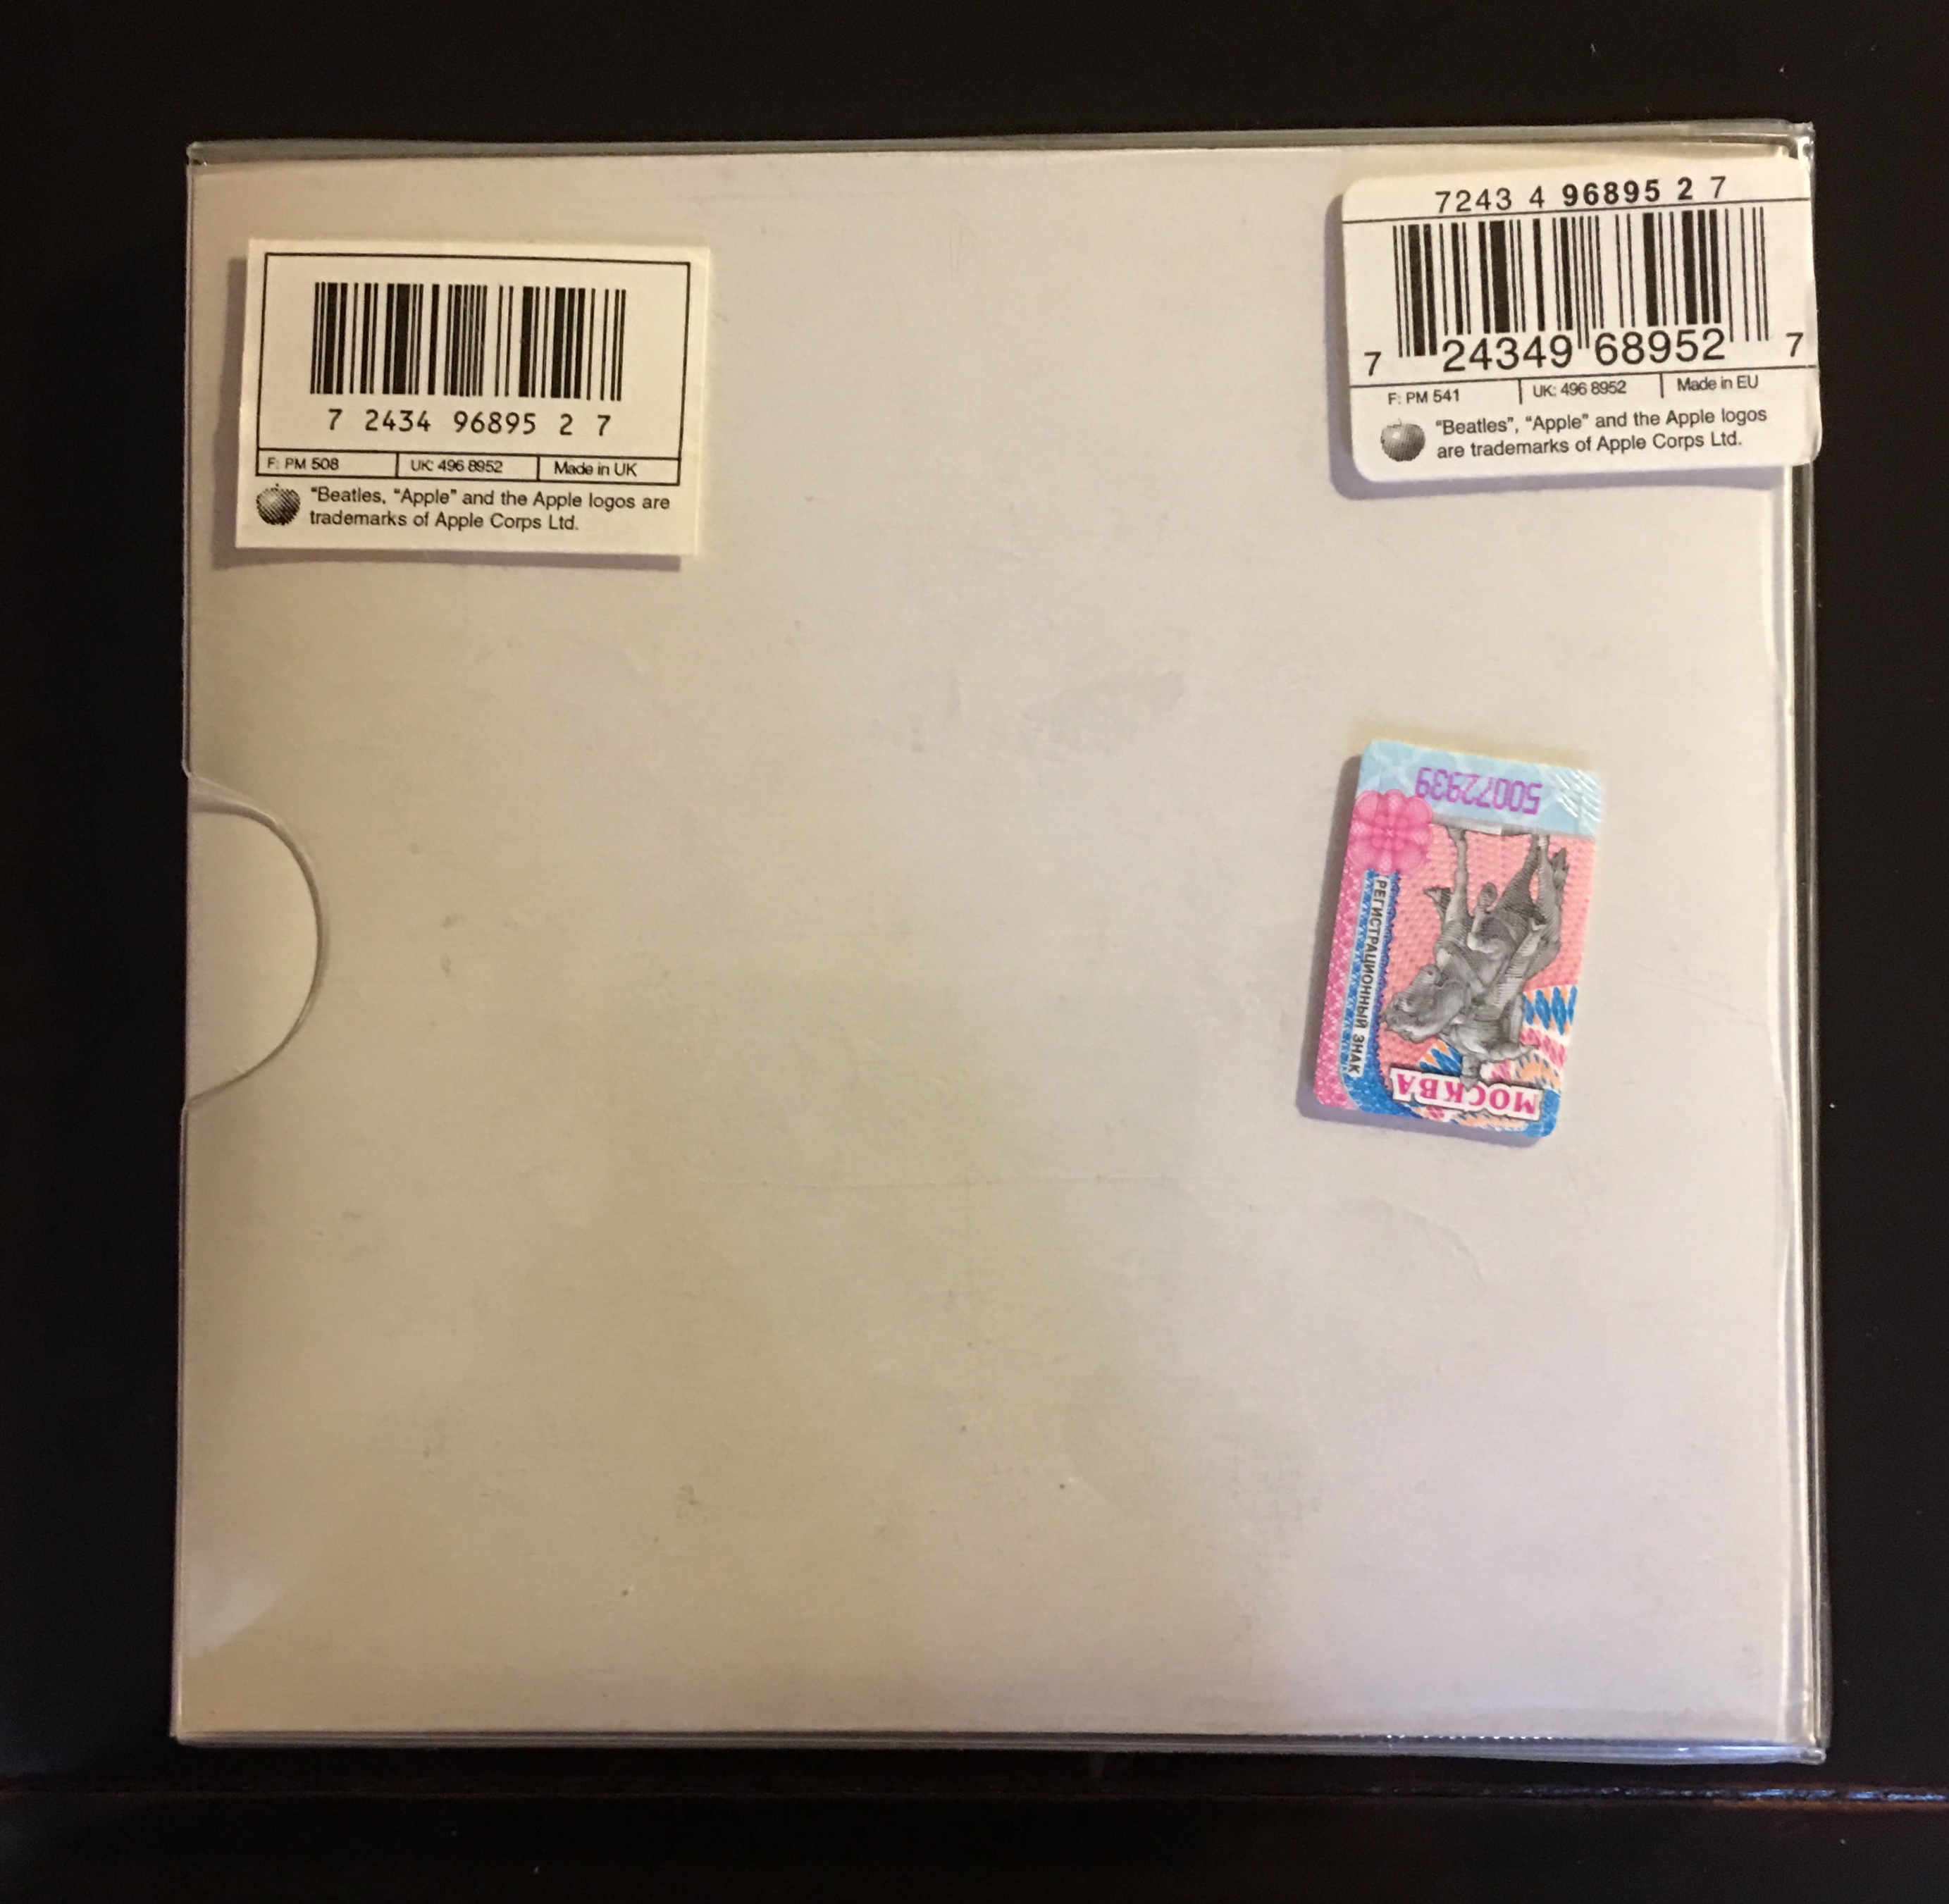 7 2434 96895 2 7
F: PM 508 UK: 496 8952 Made in UK
“Beatles, “Apple” and the Apple logos are
trademarks of Apple Corps Ltd.
7243 4 96895 2 7
7 24349 68952 7
F: PM 541 UK: 496 8952 Made in EU
“Beatles”, “Apple” and the Apple logos
are trademarks of Apple Corps Ltd.
50072939
РЕГИСТРАЦИОННЫЙ ЗНАК
МОСКВА